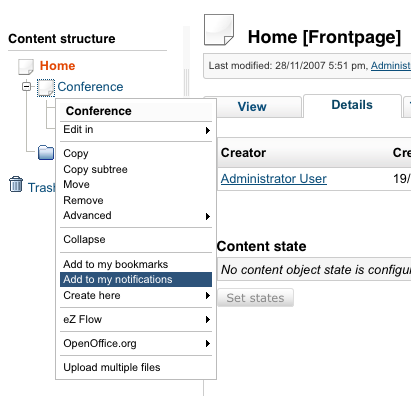 Content structure
Home
Conference
Trash
Conference
Edit in
Copy
Copy subtree
Move
Remove
Advanced
Collapse
Add to my bookmarks
Add to my notifications
Create here
eZ Flow
OpenOffice.org
Upload multiple files
Home [Frontpage]
Last modified: 28/11/2007 5:51 pm,
View
Details
Creator
Administrator User
19/
Content state
No content object state is
Set states